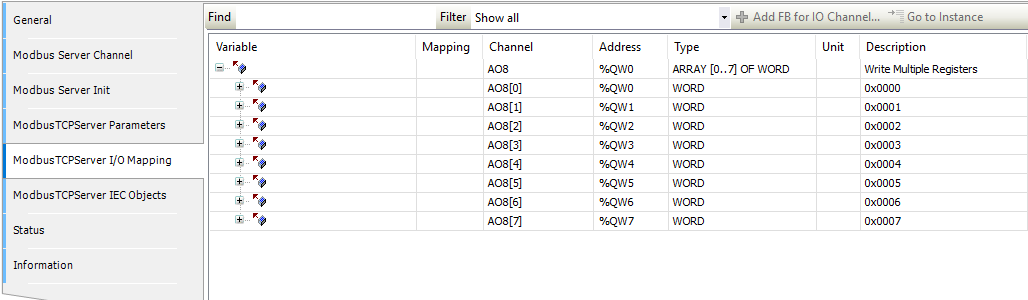 General
Modbus Server Channel
Modbus Server Init
ModbusTCPServer Parameters
ModbusTCPServer I/O Mapping
ModbusTCPServer IEC Objects
Status
Information
Find Filter Show all Add FB for IO Channel... Go to Instance
Variable Mapping Channel Address Type Unit Description
AO8 %QW0 ARRAY [0..7] OF WORD Write Multiple Registers
AO8[0] %QW0 WORD 0x0000
AO8[1] %QW1 WORD 0x0001
AO8[2] %QW2 WORD 0x0002
AO8[3] %QW3 WORD 0x0003
AO8[4] %QW4 WORD 0x0004
AO8[5] %QW5 WORD 0x0005
AO8[6] %QW6 WORD 0x0006
AO8[7] %QW7 WORD 0x0007